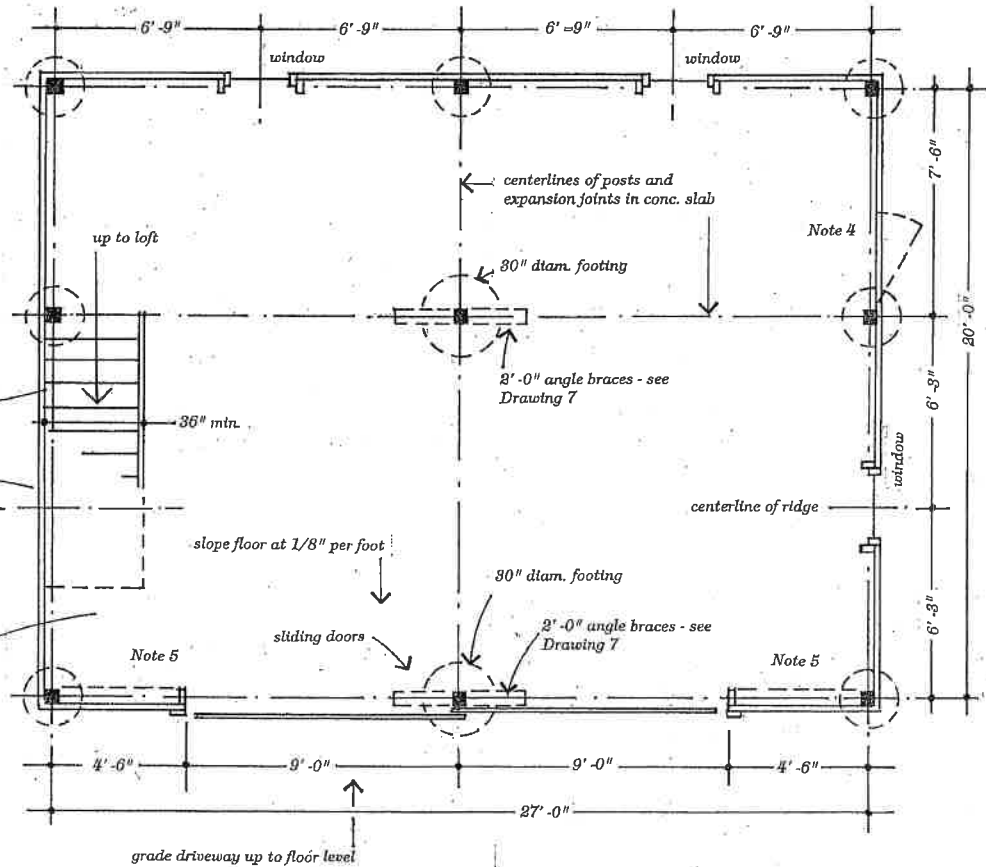 6'-9"
6'-9"
6'=9"
6'-9"
window
window
7'-6"
centerlines of posts and
expansion joints in conc. slab
Note 4
up to loft
30" diam. footing
20'-0"
2'-0" angle braces - see
Drawing 7
6'-3"
36" min.
window
centerline of ridge
slope floor at 1/8" per foot
30" diam. footing
6'-3"
2'-0" angle braces - see
Drawing 7
sliding doors
Note 5
Note 5
4'-6"
9'-0"
9'-0"
4'-6"
27'-0"
grade driveway up to floor level